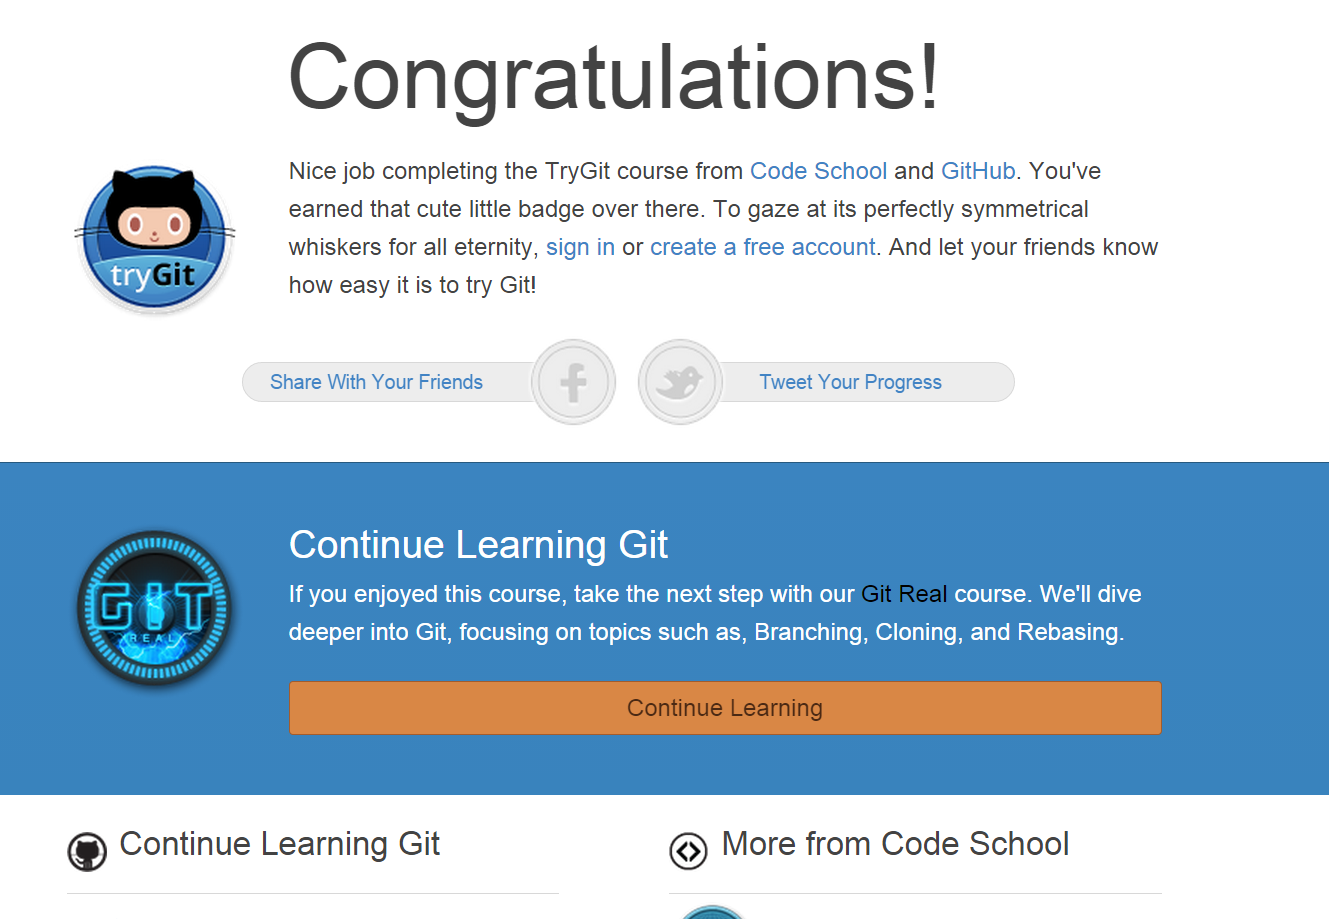 Congratulations!
Nice job completing the TryGit course from Code School and GitHub. You've
earned that cute little badge over there. To gaze at its perfectly symmetrical
whiskers for all eternity, sign in or create a free account. And let your friends know
how easy it is to try Git!
tryGit
Share With Your Friends
Tweet Your Progress
Continue Learning Git
If you enjoyed this course, take the next step with our Git Real course. We'll dive
deeper into Git, focusing on topics such as, Branching, Cloning, and Rebasing.
GIT
REAL
Continue Learning
Continue Learning Git
More from Code School